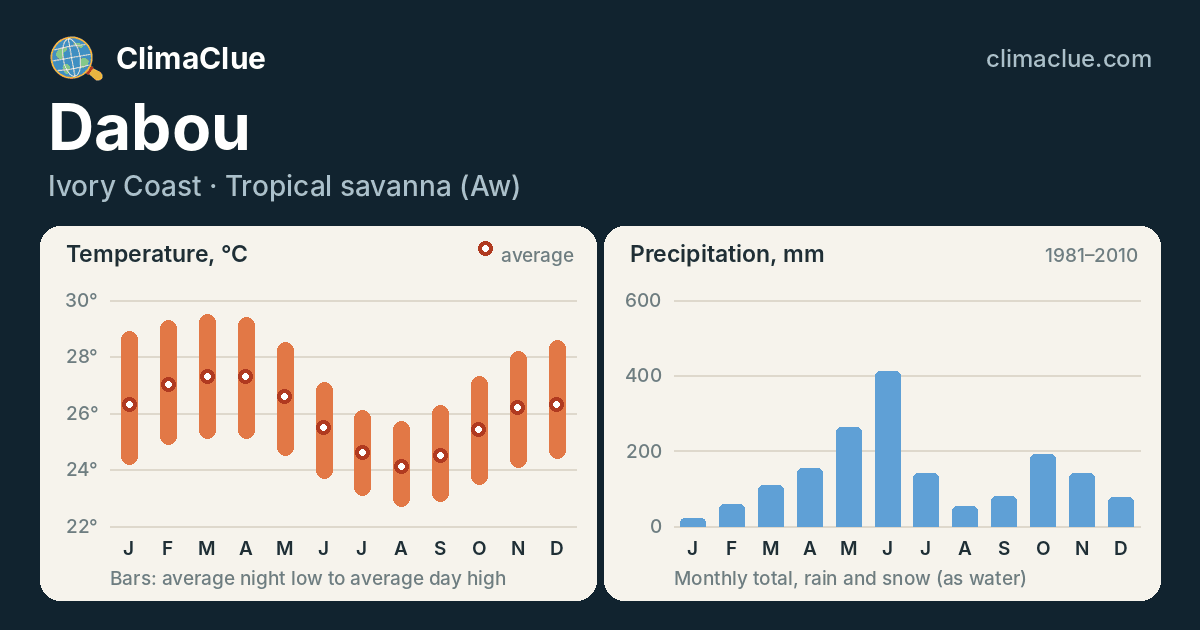 ClimaClue
climaclue.com
Dabou
Ivory Coast · Tropical savanna (Aw)
Temperature, °C
average
30°
28°
26°
24°
22°
J F M A M J J A S O N D
Bars: average night low to average day high
Precipitation, mm
1981–2010
600
400
200
0
J F M A M J J A S O N D
Monthly total, rain and snow (as water)